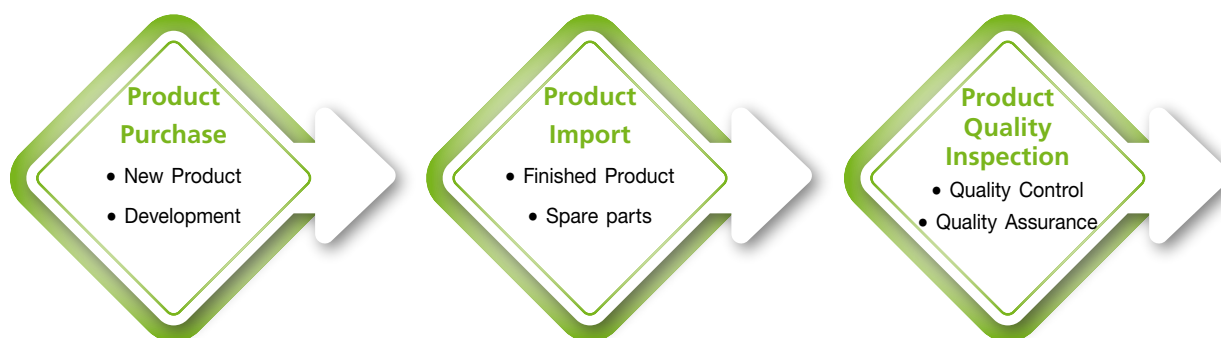 Product
Purchase
• New Product
• Development
Product
Import
• Finished Product
• Spare parts
Product
Quality
Inspection
• Quality Control
• Quality Assurance